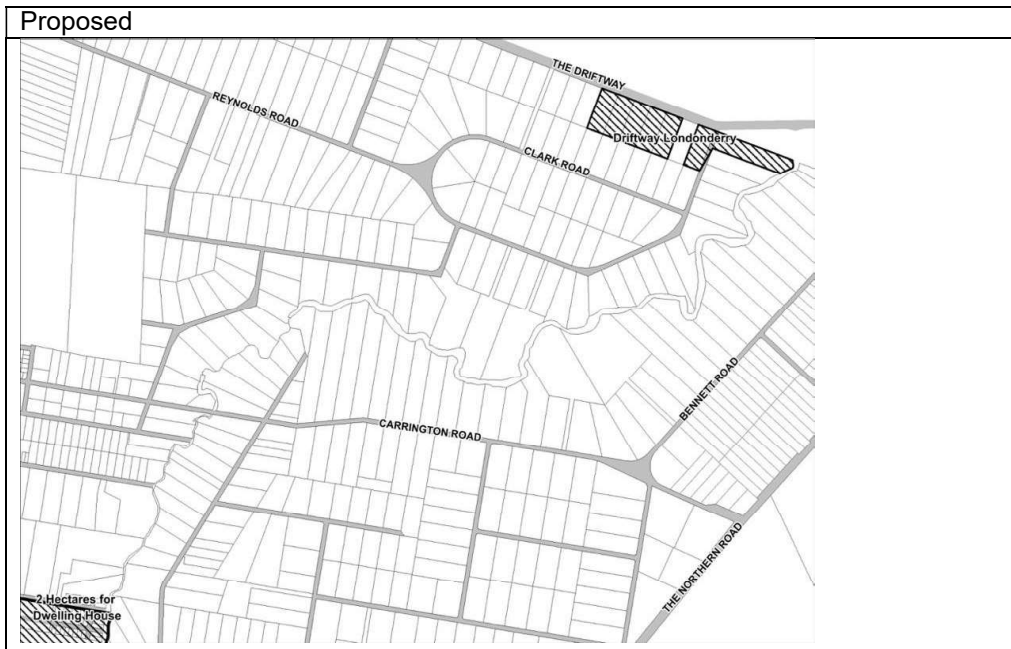 Proposed
THE DRIFTWAY
REYNOLDS ROAD
Driftway Londonderry
CLARK ROAD
BENNETT ROAD
CARRINGTON ROAD
THE NORTHERN ROAD
2 Hectares for
Dwelling House